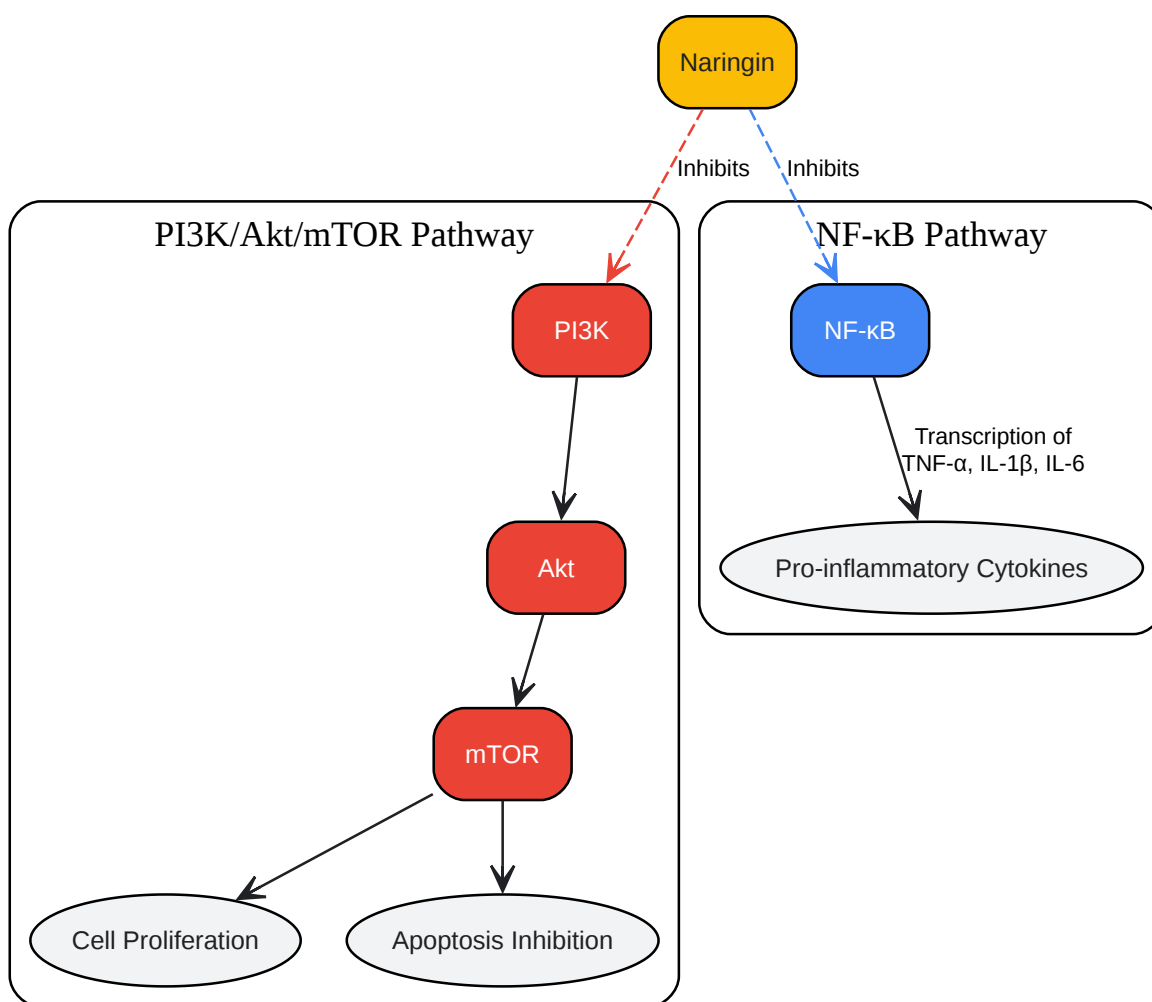 Naringin
Inhibits
Inhibits
PI3K/Akt/mTOR Pathway
NF-κB Pathway
PI3K
NF-κB
Transcription of
TNF-α, IL-1β, IL-6
Akt
Pro-inflammatory Cytokines
mTOR
Cell Proliferation
Apoptosis Inhibition